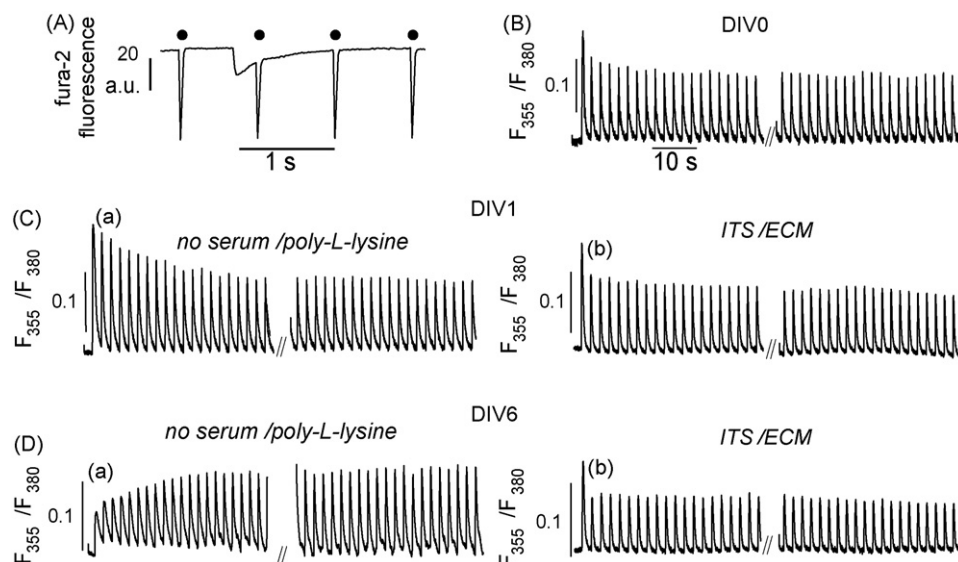 (A)
fura-2
fluorescence
20
a.u.
1 s
(B)
DIV0
F355/F380
0.1
//
10 s
DIV1
(C)
(a)
no serum /poly-L-lysine
F355/F380
0.1
//
ITS /ECM
(b)
F355/F380
0.1
//
DIV6
(D)
no serum /poly-L-lysine
(a)
F355/F380
0.1
//
ITS /ECM
(b)
F355/F380
0.1
//